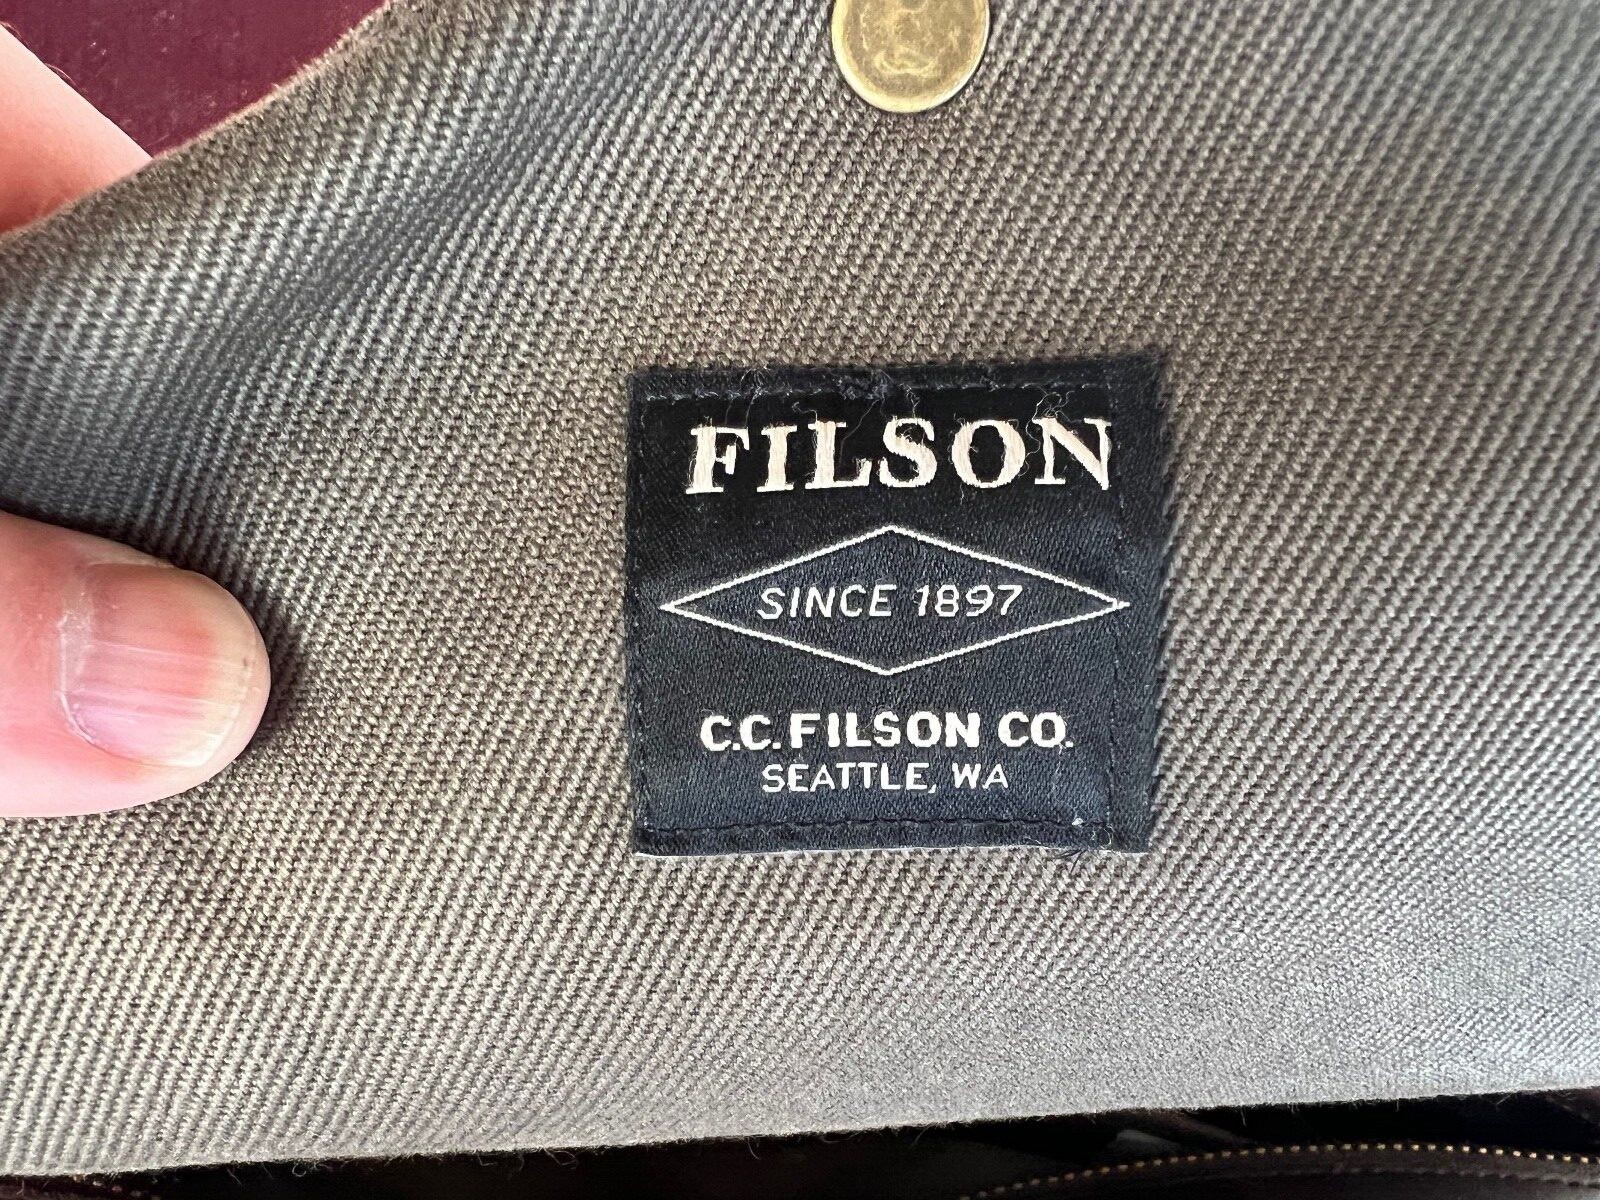 FILSON
SINCE 1897
C.C. FILSON CO.
SEATTLE, WA